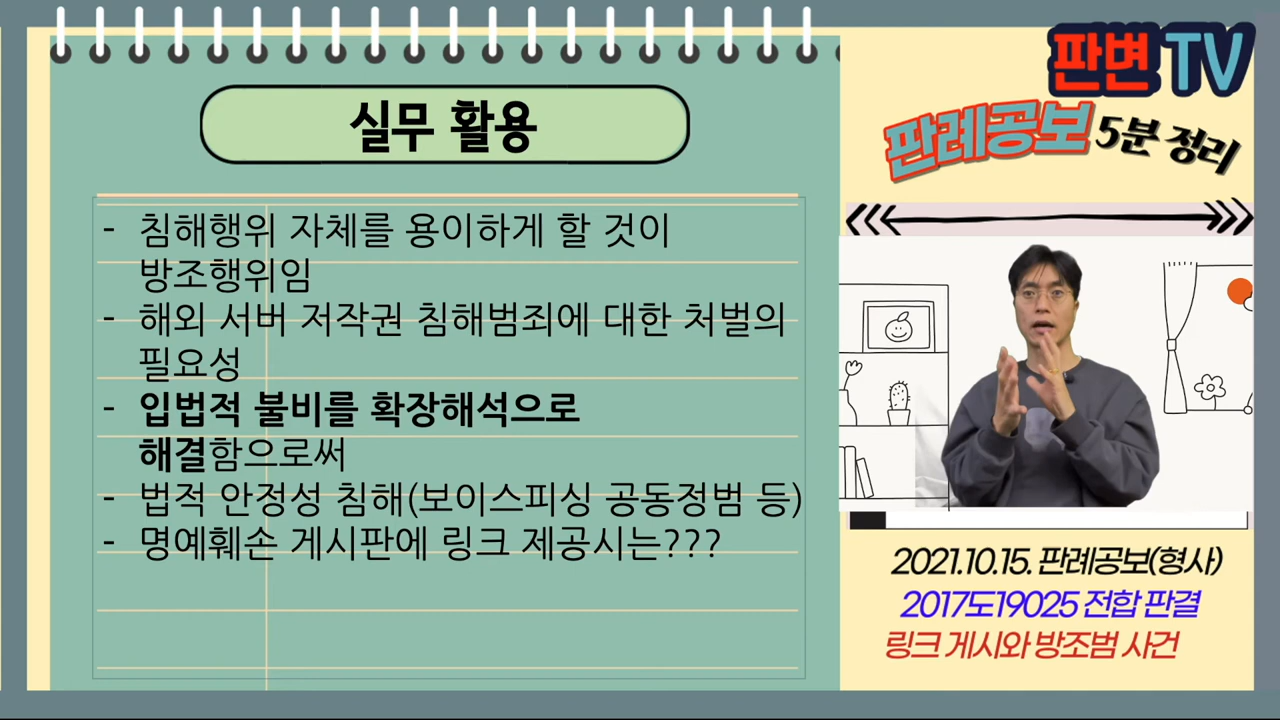 실무 활용
- 침해행위 자체를 용이하게 할 것이
방조행위임
- 해외 서버 저작권 침해범죄에 대한 처벌의
필요성
- 입법적 불비를 확장해석으로
해결함으로써
- 법적 안정성 침해(보이스피싱 공동정범 등)
- 명예훼손 게시판에 링크 제공시는???
판변 TV
판례공보 5분 정리
2021.10.15. 판례공보(형사)
2017도19025 전합 판결
링크 게시와 방조범 사건